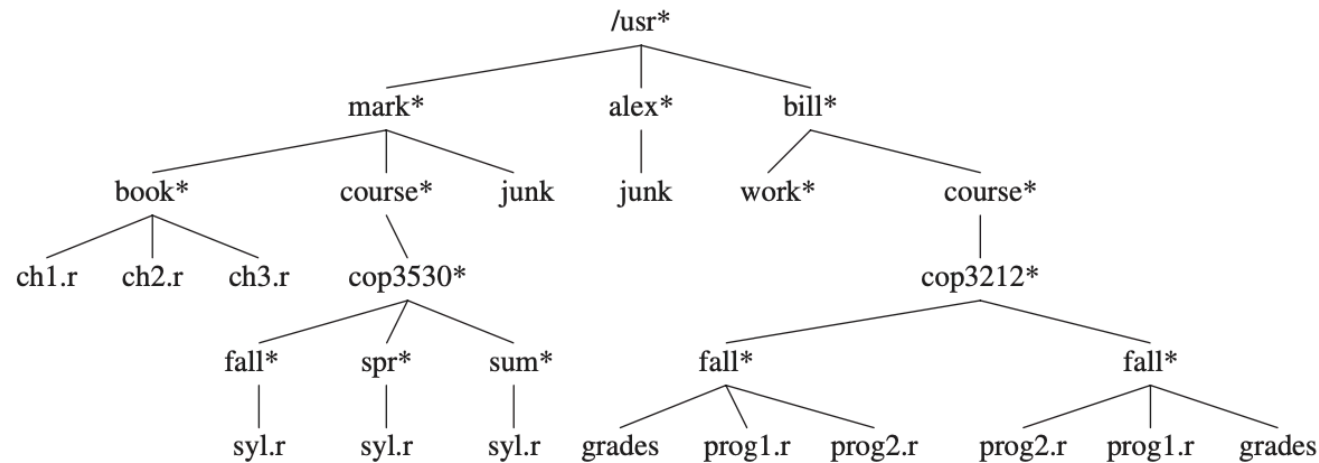 /usr*
mark* alex* bill*
book* course* junk junk work* course*
ch1.r ch2.r ch3.r cop3530* cop3212*
fall* spr* sum* fall* fall*
syl.r syl.r syl.r grades prog1.r prog2.r prog2.r prog1.r grades